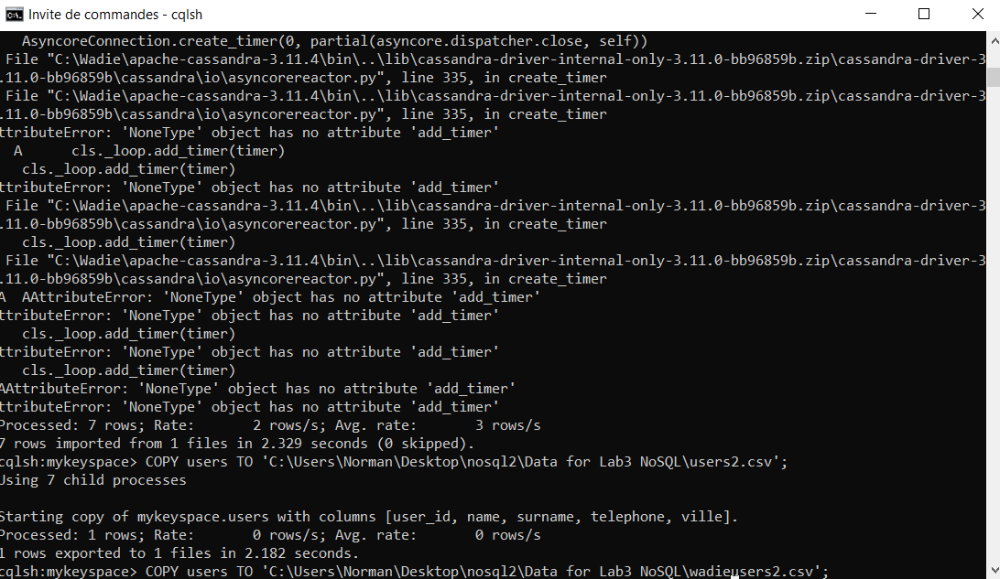 Invite de commandes - cqlsh
AsyncoreConnection.create_timer(0, partial(asyncore.dispatcher.close, self))
File "C:\Wadie\apache-cassandra-3.11.4\bin\..\lib\cassandra-driver-internal-only-3.11.0-bb96859b.zip\cassandra-driver-3
.11.0-bb96859b\cassandra\io\asyncorereactor.py", line 335, in create_timer
File "C:\Wadie\apache-cassandra-3.11.4\bin\..\lib\cassandra-driver-internal-only-3.11.0-bb96859b.zip\cassandra-driver-3
.11.0-bb96859b\cassandra\io\asyncorereactor.py", line 335, in create_timer
ttributeError: 'NoneType' object has no attribute 'add_timer'
A cls._loop.add_timer(timer)
cls._loop.add_timer(timer)
ttributeError: 'NoneType' object has no attribute 'add_timer'
File "C:\Wadie\apache-cassandra-3.11.4\bin\..\lib\cassandra-driver-internal-only-3.11.0-bb96859b.zip\cassandra-driver-3
.11.0-bb96859b\cassandra\io\asyncorereactor.py", line 335, in create_timer
cls._loop.add_timer(timer)
File "C:\Wadie\apache-cassandra-3.11.4\bin\..\lib\cassandra-driver-internal-only-3.11.0-bb96859b.zip\cassandra-driver-3
.11.0-bb96859b\cassandra\io\asyncorereactor.py", line 335, in create_timer
A AAttributeError: 'NoneType' object has no attribute 'add_timer'
ttributeError: 'NoneType' object has no attribute 'add_timer'
cls._loop.add_timer(timer)
ttributeError: 'NoneType' object has no attribute 'add_timer'
cls._loop.add_timer(timer)
AAttributeError: 'NoneType' object has no attribute 'add_timer'
ttributeError: 'NoneType' object has no attribute 'add_timer'
Processed: 7 rows; Rate: 2 rows/s; Avg. rate: 3 rows/s
7 rows imported from 1 files in 2.329 seconds (0 skipped).
cqlsh:mykeyspace> COPY users TO 'C:\Users\Norman\Desktop\nosql2\Data for Lab3 NoSQL\users2.csv';
Using 7 child processes
Starting copy of mykeyspace.users with columns [user_id, name, surname, telephone, ville].
Processed: 1 rows; Rate: 0 rows/s; Avg. rate: 0 rows/s
1 rows exported to 1 files in 2.182 seconds.
cqlsh:mykeyspace> COPY users TO 'C:\Users\Norman\Desktop\nosql2\Data for Lab3 NoSQL\wadieusers2.csv';